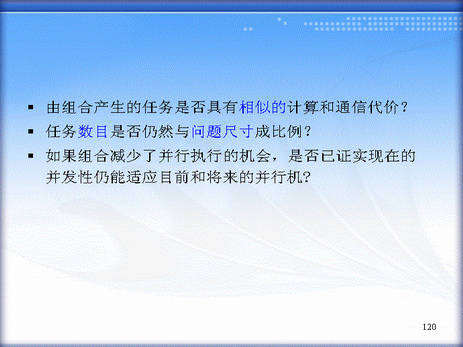 ▪ 由组合产生的任务是否具有相似的计算和通信代价？
▪ 任务数目是否仍然与问题尺寸成比例？
▪ 如果组合减少了并行执行的机会，是否已证实现在的
并发性仍能适应目前和将来的并行机?
120